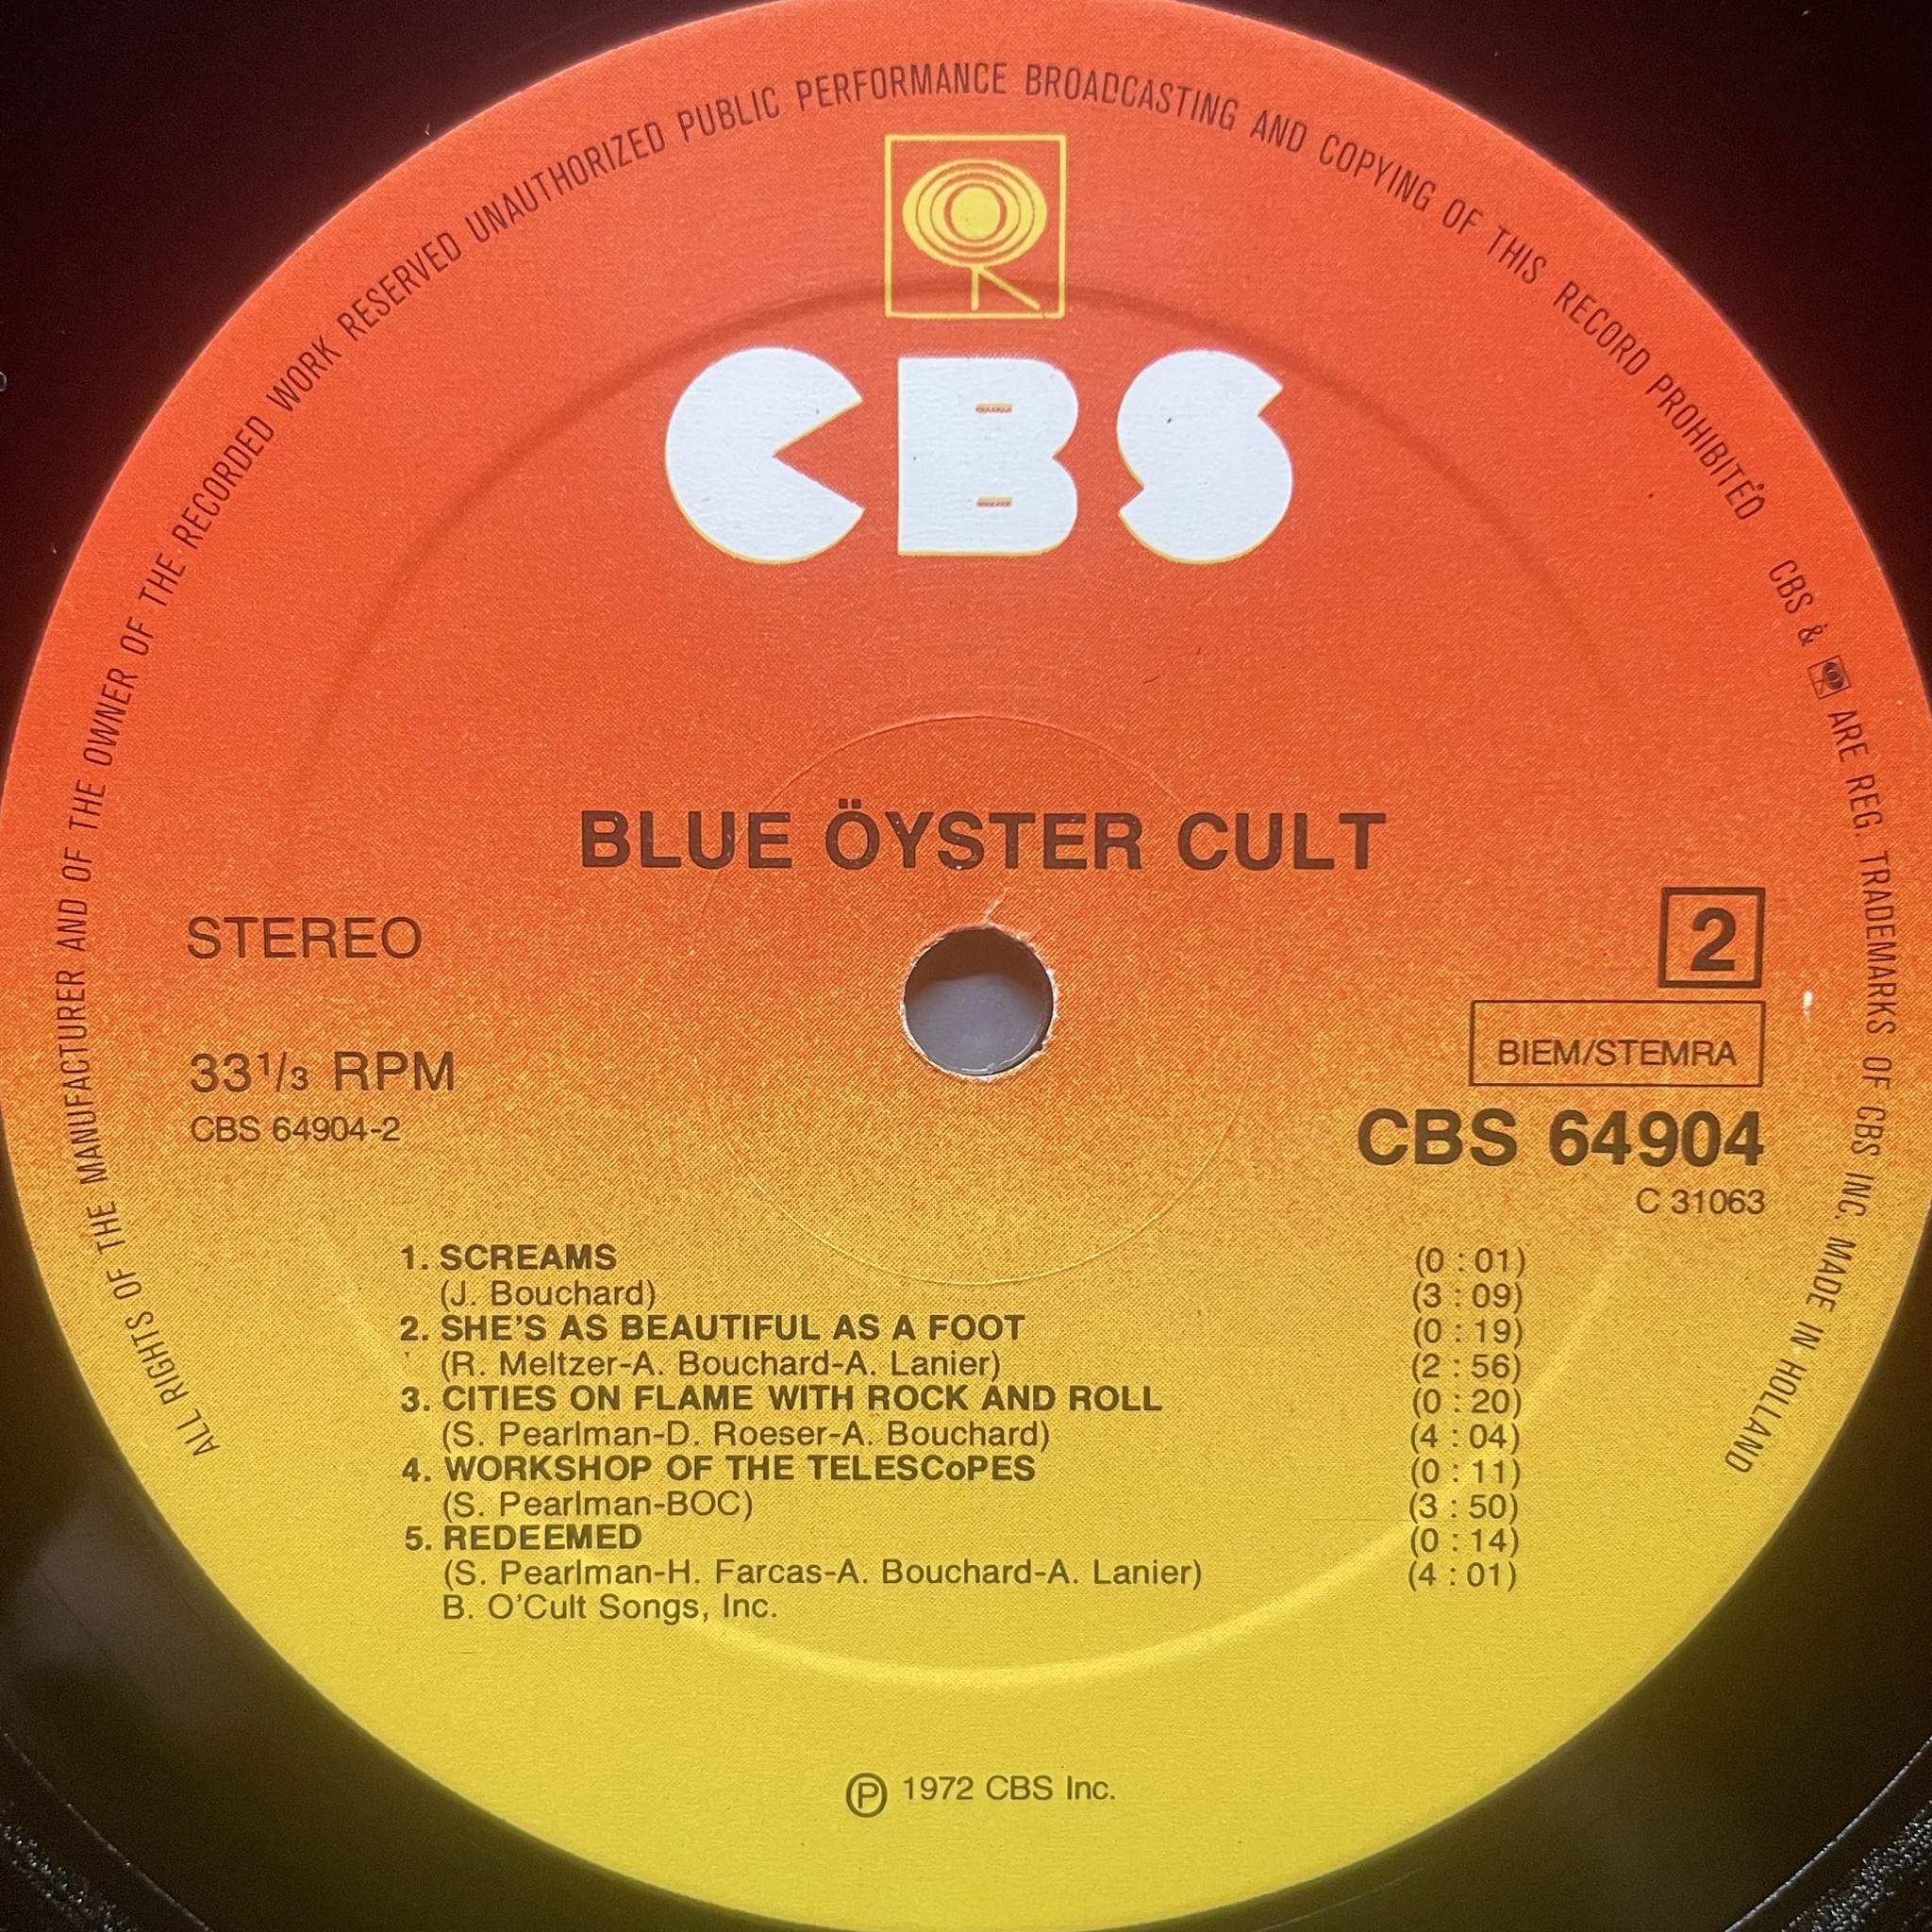 ALL RIGHTS OF THE MANUFACTURER AND OF THE OWNER OF THE RECORDED WORK RESERVED UNAUTHORIZED PUBLIC PERFORMANCE BROADCASTING AND COPYING OF THIS RECORD PROHIBITED
CBS & ARE REG. TRADEMARKS OF CBS INC. MADE IN HOLLAND
CBS
BLUE ÖYSTER CULT
STEREO
2
BIEM/STEMRA
33 1/3 RPM
CBS 64904-2
CBS 64904
C 31063
1. SCREAMS (0 : 01)
(J. Bouchard) (3 : 09)
2. SHE'S AS BEAUTIFUL AS A FOOT (0 : 19)
(R. Meltzer-A. Bouchard-A. Lanier) (2 : 56)
3. CITIES ON FLAME WITH ROCK AND ROLL (0 : 20)
(S. Pearlman-D. Roeser-A. Bouchard) (4 : 04)
4. WORKSHOP OF THE TELESCoPES (0 : 11)
(S. Pearlman-BOC) (3 : 50)
5. REDEEMED (0 : 14)
(S. Pearlman-H. Farcas-A. Bouchard-A. Lanier) (4 : 01)
B. O'Cult Songs, Inc.
℗ 1972 CBS Inc.